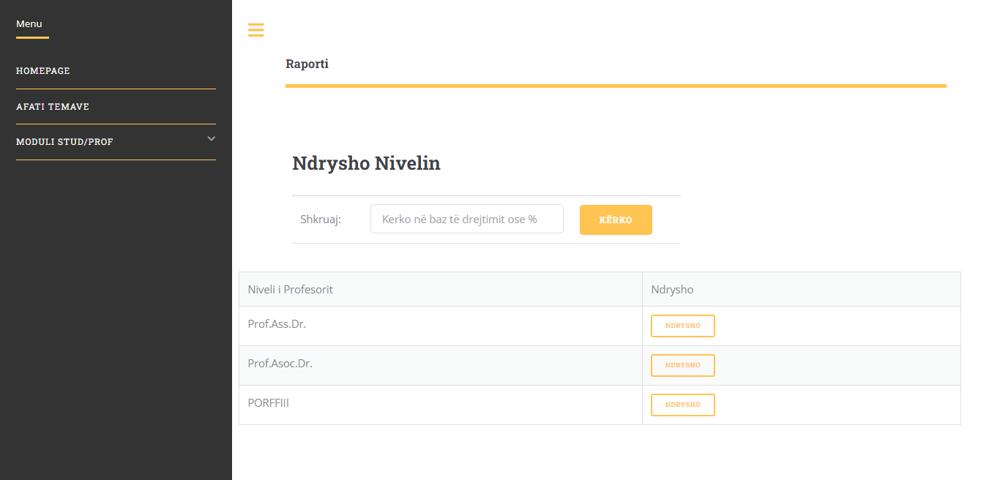 Menu
HOMEPAGE
AFATI TEMAVE
MODULI STUD/PROF
Raporti
Ndrysho Nivelin
Shkruaj: Kerko në baz të drejtimit ose % KËRKO
Niveli i Profesorit Ndrysho
Prof.Ass.Dr. NDRYSHO
Prof.Asoc.Dr. NDRYSHO
PORFFIII NDRYSHO